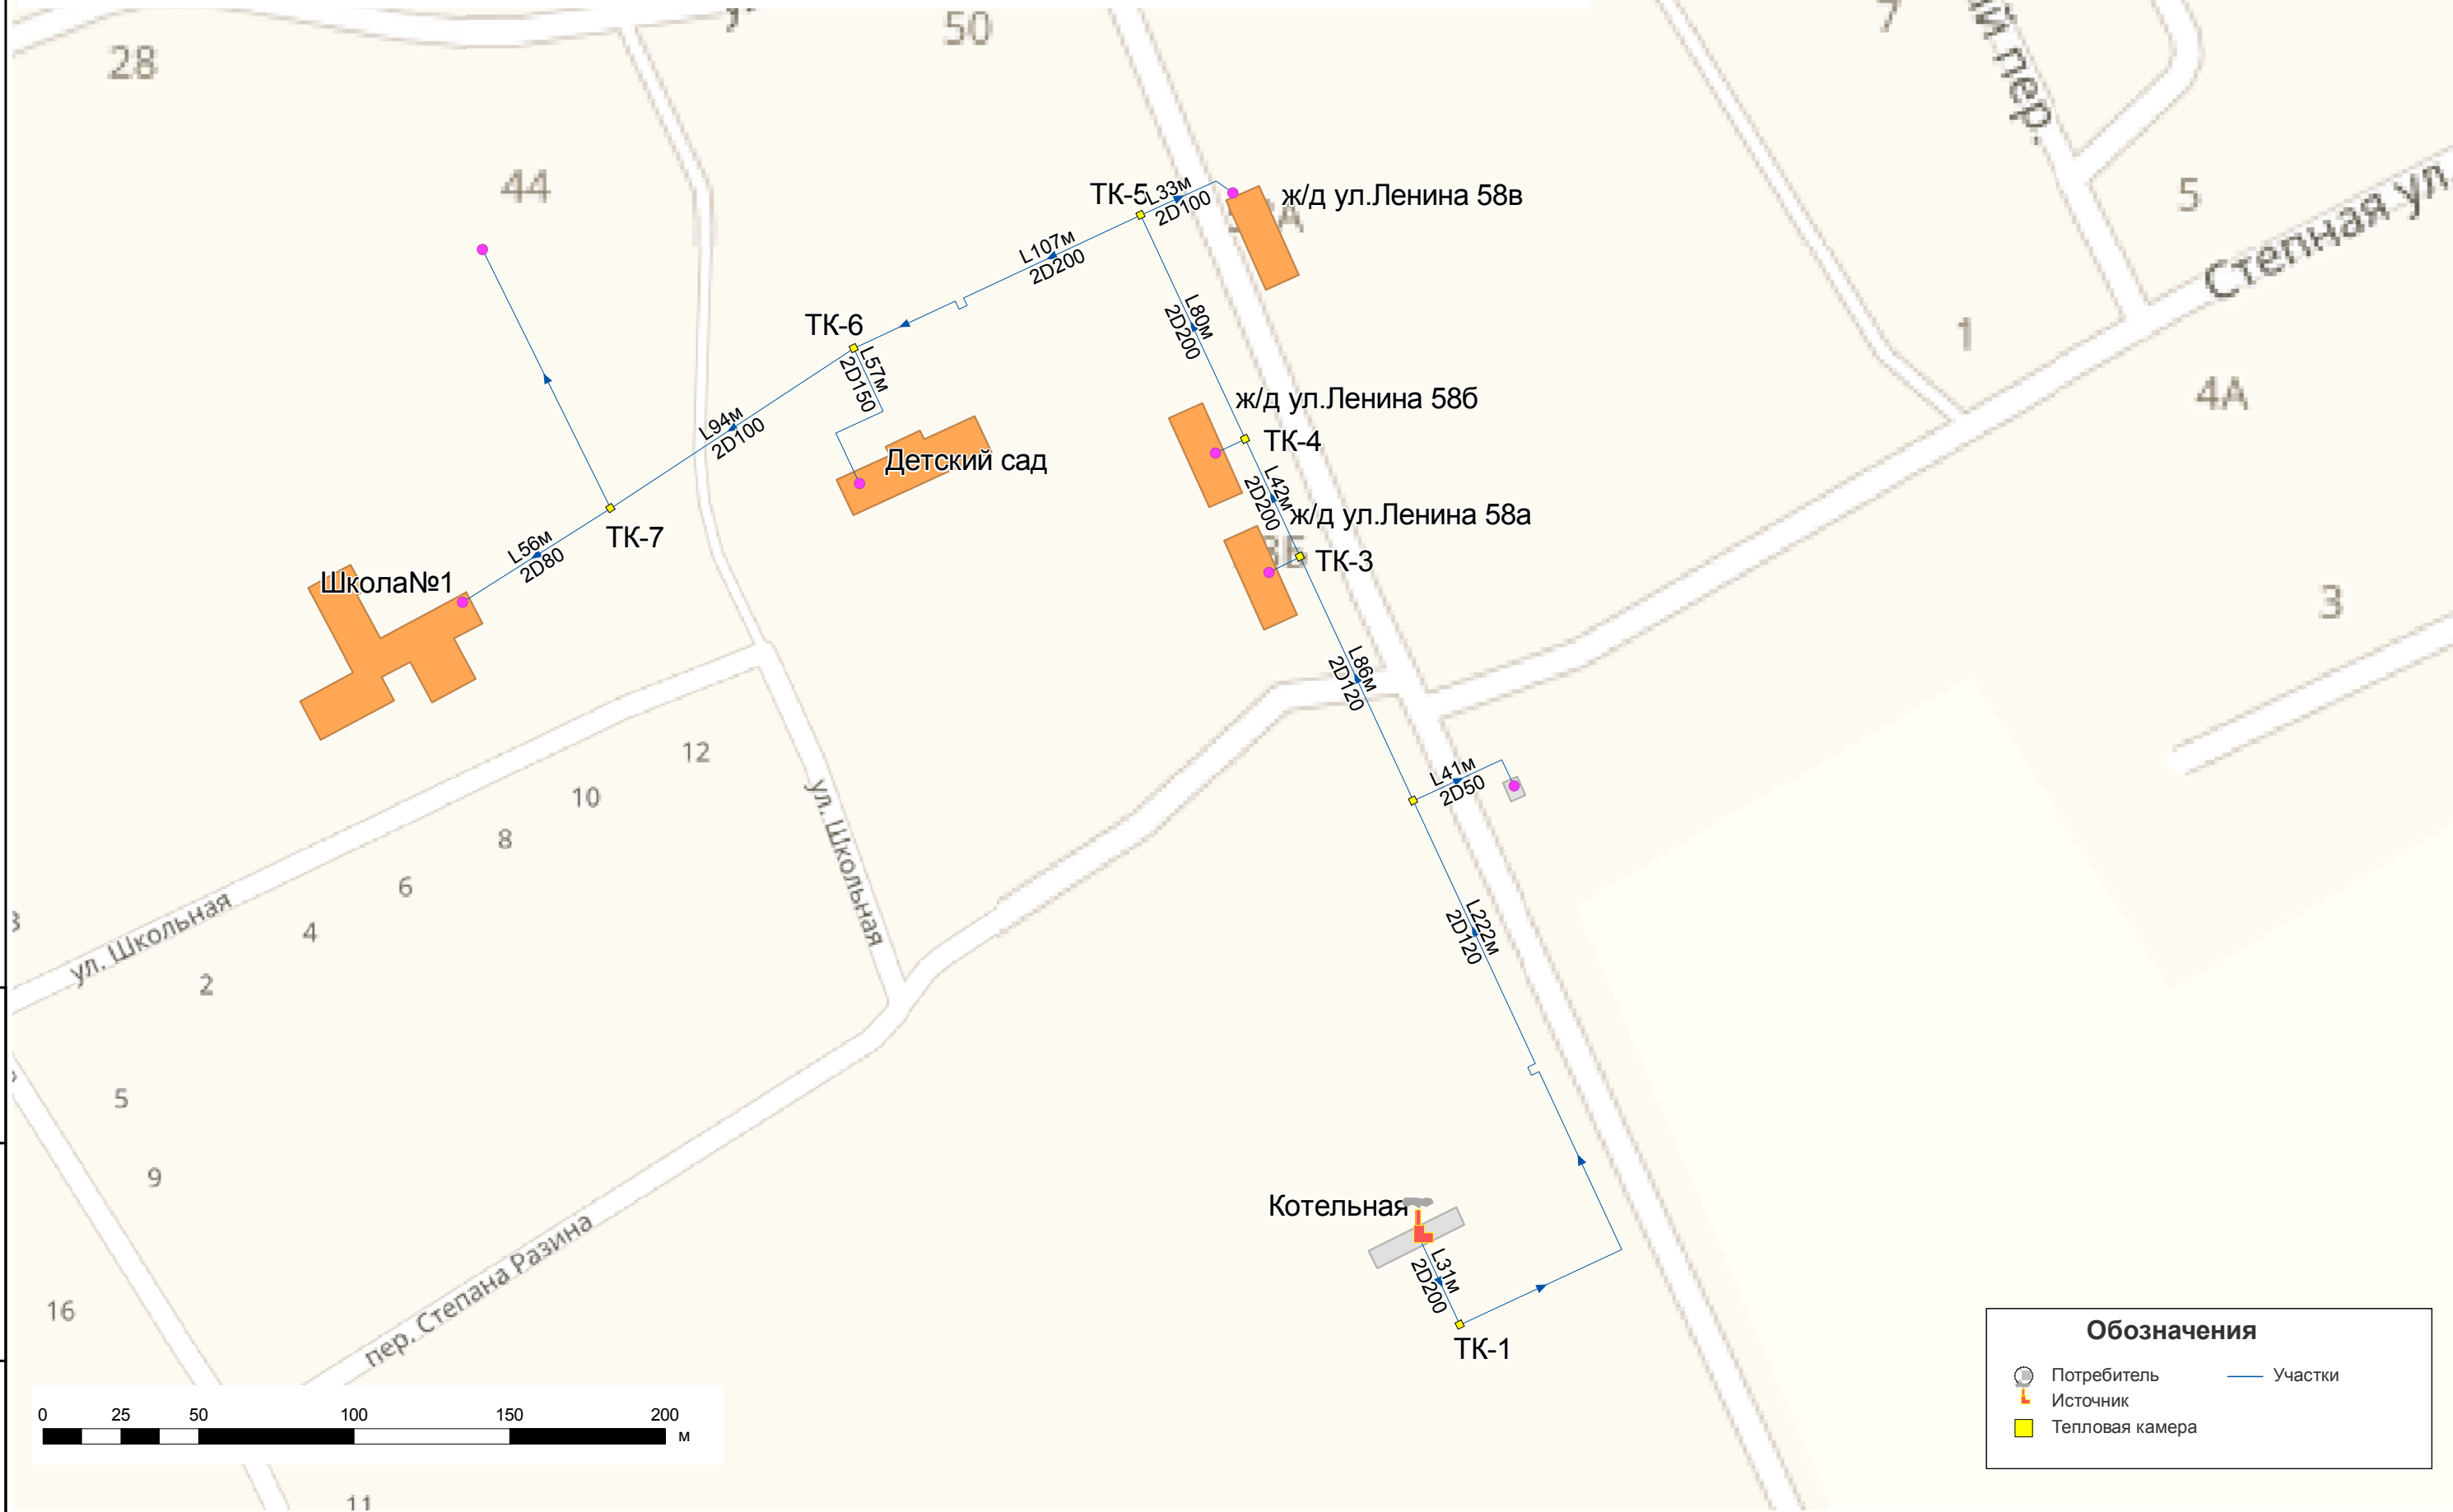 50
7
28
ий пер.
44
ТК-5
L33м
2D100
ж/д ул.Ленина 58в
5
Степная ул.
L107м
2D200
ТК-6
L80м
2D200
1
4А
L57м
2D150
ж/д ул.Ленина 58б
ТК-4
L94м
2D100
Детский сад
L42м
2D200
ж/д ул.Ленина 58а
ТК-3
ТК-7
L56м
2D80
Школа№1
3
L86м
2D120
12
10
8
6
4
2
ул. Школьная
ул. Школьная
L41м
2D50
L222м
2D120
5
9
16
11
пер. Степана Разина
Котельная
L31м
2D200
ТК-1
0 25 50 100 150 200
м
Обозначения
Потребитель
Участки
Источник
Тепловая камера